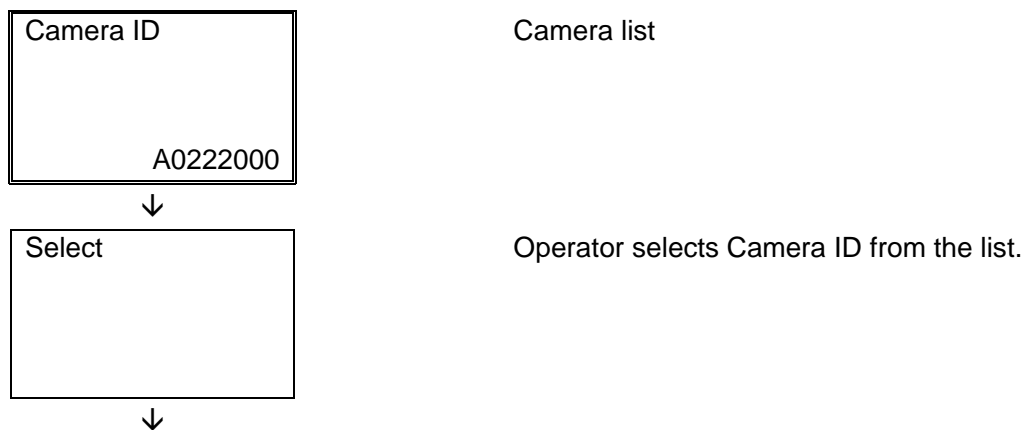 Camera ID
Camera list
A0222000
Select
Operator selects Camera ID from the list.